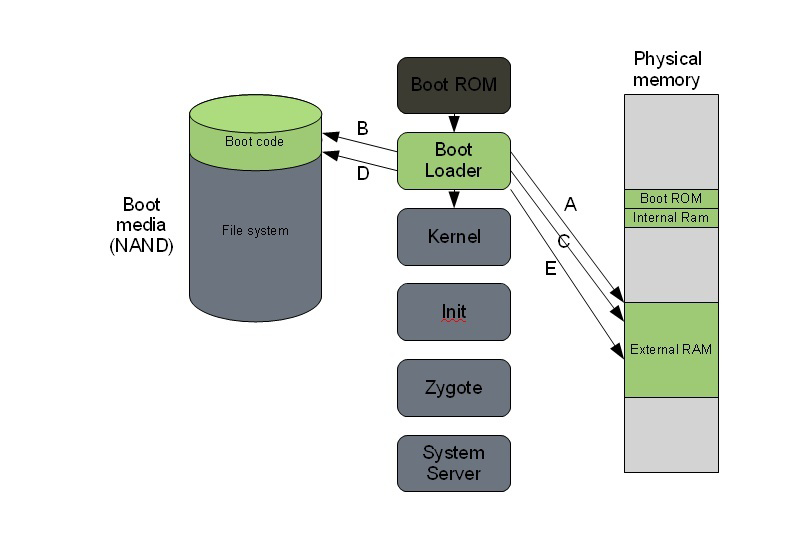 Boot ROM
Physical
memory
B
D
Boot code
Boot
Loader
A
C
E
Boot ROM
Internal Ram
Boot
media
(NAND)
File system
Kernel
Init
External RAM
Zygote
System
Server